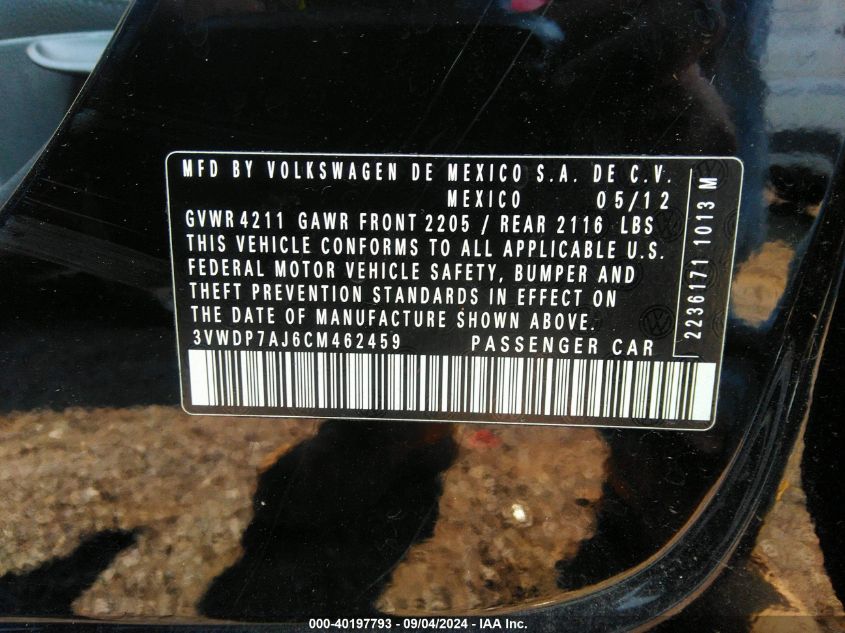 MFD BY VOLKSWAGEN DE MEXICO S.A. DE C.V.
MEXICO 05/12
GVWR 4211 GAWR FRONT 2205 / REAR 2116 LBS
THIS VEHICLE CONFORMS TO ALL APPLICABLE U.S.
FEDERAL MOTOR VEHICLE SAFETY, BUMPER AND
THEFT PREVENTION STANDARDS IN EFFECT ON
THE DATE OF MANUFACTURE SHOWN ABOVE.
3VWDP7AJ6CM462459 PASSENGER CAR
2236171 1013 M
000-40197793 - 09/04/2024 - IAA Inc.